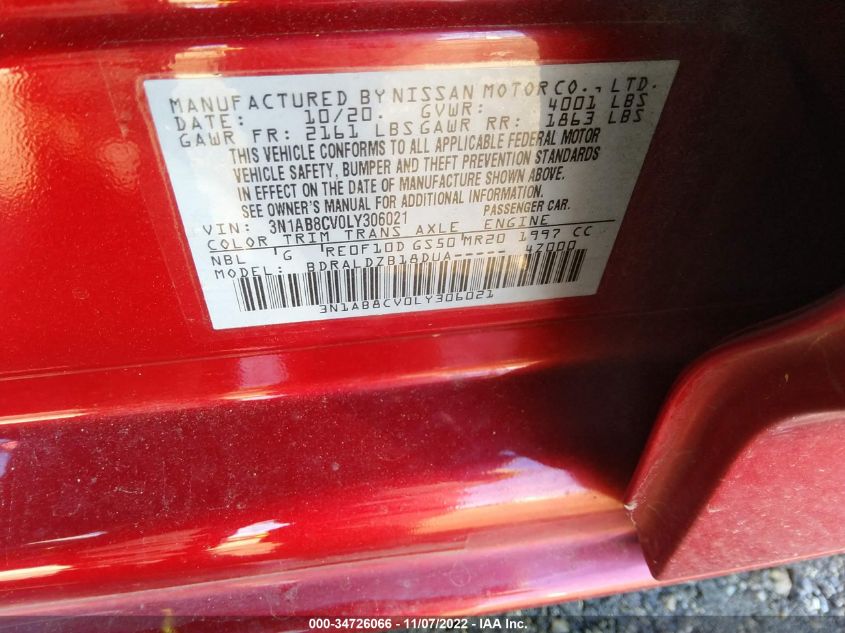 MANUFACTURED BY NISSAN MOTOR CO., LTD.
DATE: 10/20. GVWR: 4001 LBS
GAWR FR: 2161 LBS GAWR RR: 1863 LBS
THIS VEHICLE CONFORMS TO ALL APPLICABLE FEDERAL MOTOR
VEHICLE SAFETY, BUMPER AND THEFT PREVENTION STANDARDS
IN EFFECT ON THE DATE OF MANUFACTURE SHOWN ABOVE.
SEE OWNER'S MANUAL FOR ADDITIONAL INFORMATION.
VIN: 3N1AB8CV0LY306021 PASSENGER CAR.
COLOR TRIM TRANS AXLE ENGINE
NBL G RE0F10D GS50 MR20 1997 CC
MODEL: BDRALDZB18DUA----- 47000
3N1AB8CV0LY306021
000-34726066 - 11/07/2022 - IAA Inc.